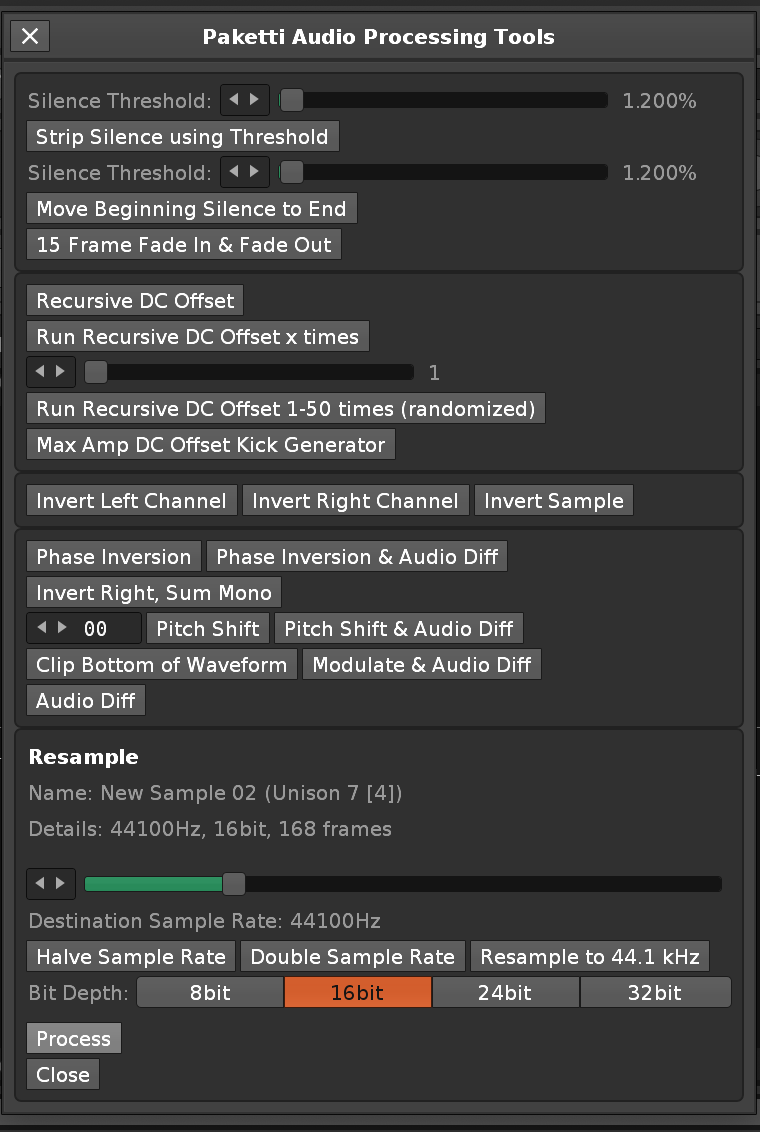 Paketti Audio Processing Tools
Silence Threshold: 1.200%
Strip Silence using Threshold
Silence Threshold: 1.200%
Move Beginning Silence to End
15 Frame Fade In & Fade Out
Recursive DC Offset
Run Recursive DC Offset x times
1
Run Recursive DC Offset 1-50 times (randomized)
Max Amp DC Offset Kick Generator
Invert Left Channel Invert Right Channel Invert Sample
Phase Inversion Phase Inversion & Audio Diff
Invert Right, Sum Mono
00 Pitch Shift Pitch Shift & Audio Diff
Clip Bottom of Waveform Modulate & Audio Diff
Audio Diff
Resample
Name: New Sample 02 (Unison 7 [4])
Details: 44100Hz, 16bit, 168 frames
Destination Sample Rate: 44100Hz
Halve Sample Rate Double Sample Rate Resample to 44.1 kHz
Bit Depth: 8bit 16bit 24bit 32bit
Process
Close